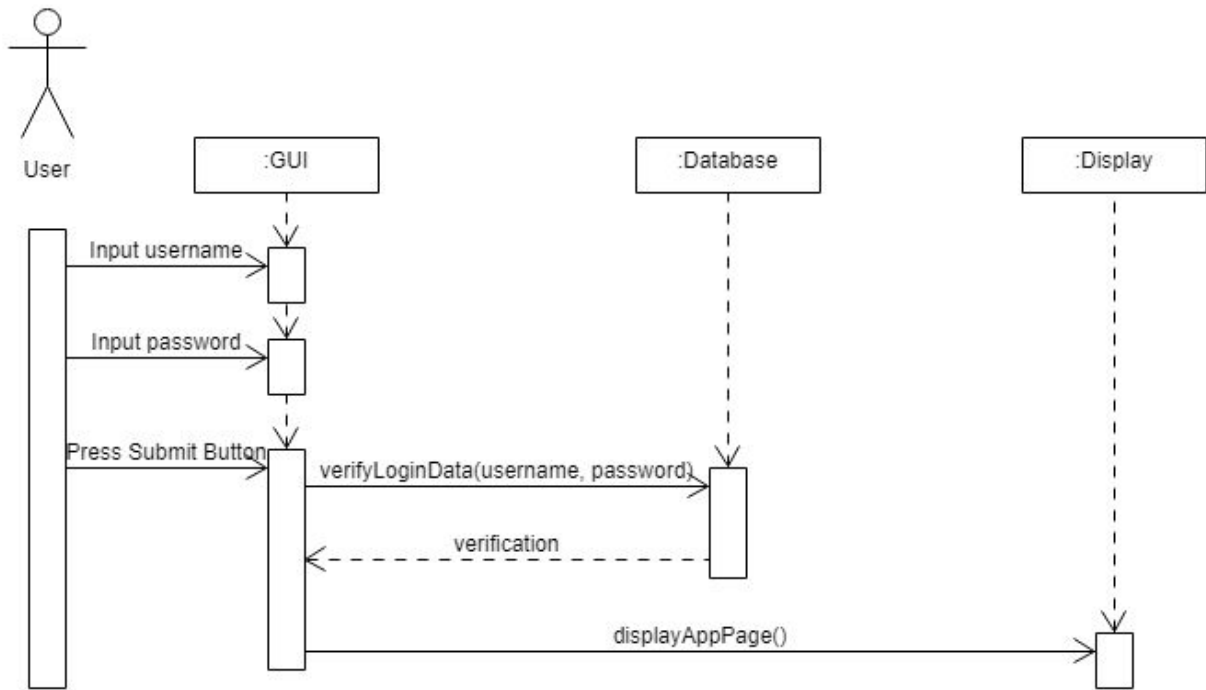 User
:GUI
:Database
:Display
Input username
Input password
Press Submit Button
verifyLoginData(username, password)
verification
displayAppPage()